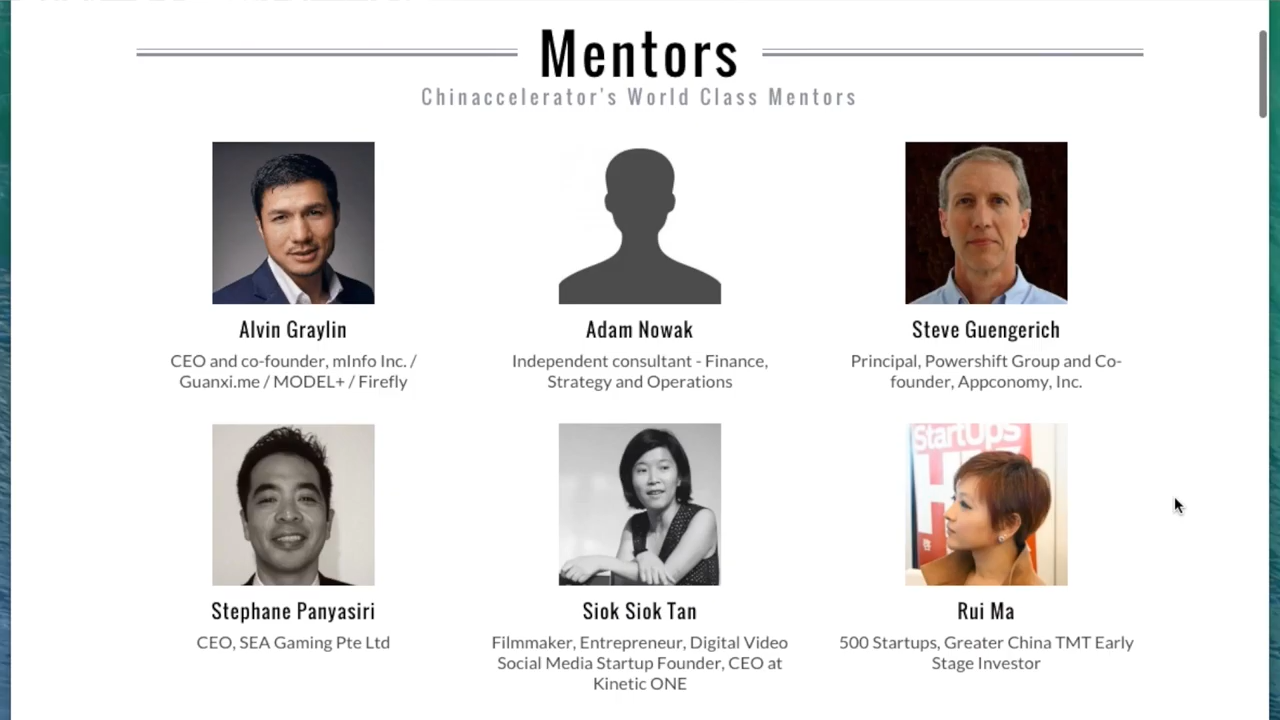 Mentors
Chinaccelerator's World Class Mentors
Alvin Graylin
CEO and co-founder, mInfo Inc. /
Guanxi.me / MODEL+ / Firefly
Adam Nowak
Independent consultant - Finance,
Strategy and Operations
Steve Guengerich
Principal, Powershift Group and Co-
founder, Appconomy, Inc.
StartUps
Stephane Panyasiri
CEO, SEA Gaming Pte Ltd
Siok Siok Tan
Filmmaker, Entrepreneur, Digital Video
Social Media Startup Founder, CEO at
Kinetic ONE
Rui Ma
500 Startups, Greater China TMT Early
Stage Investor